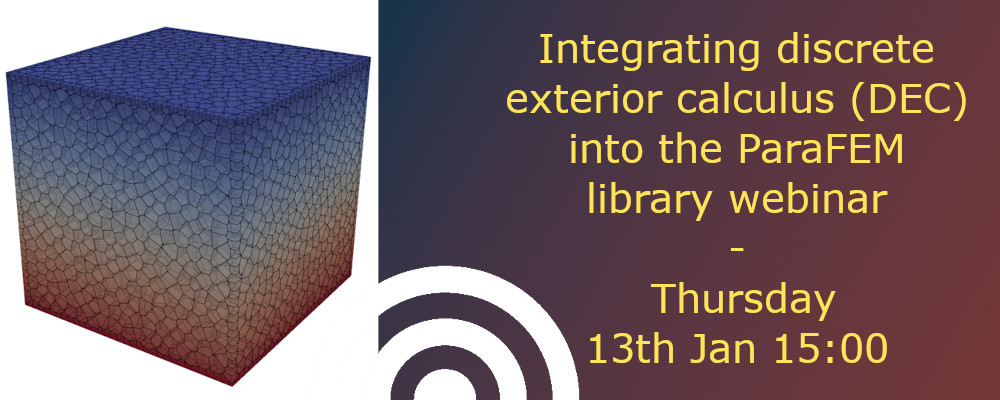 Integrating discrete
exterior calculus (DEC)
into the ParaFEM
library webinar
-
Thursday
13th Jan 15:00